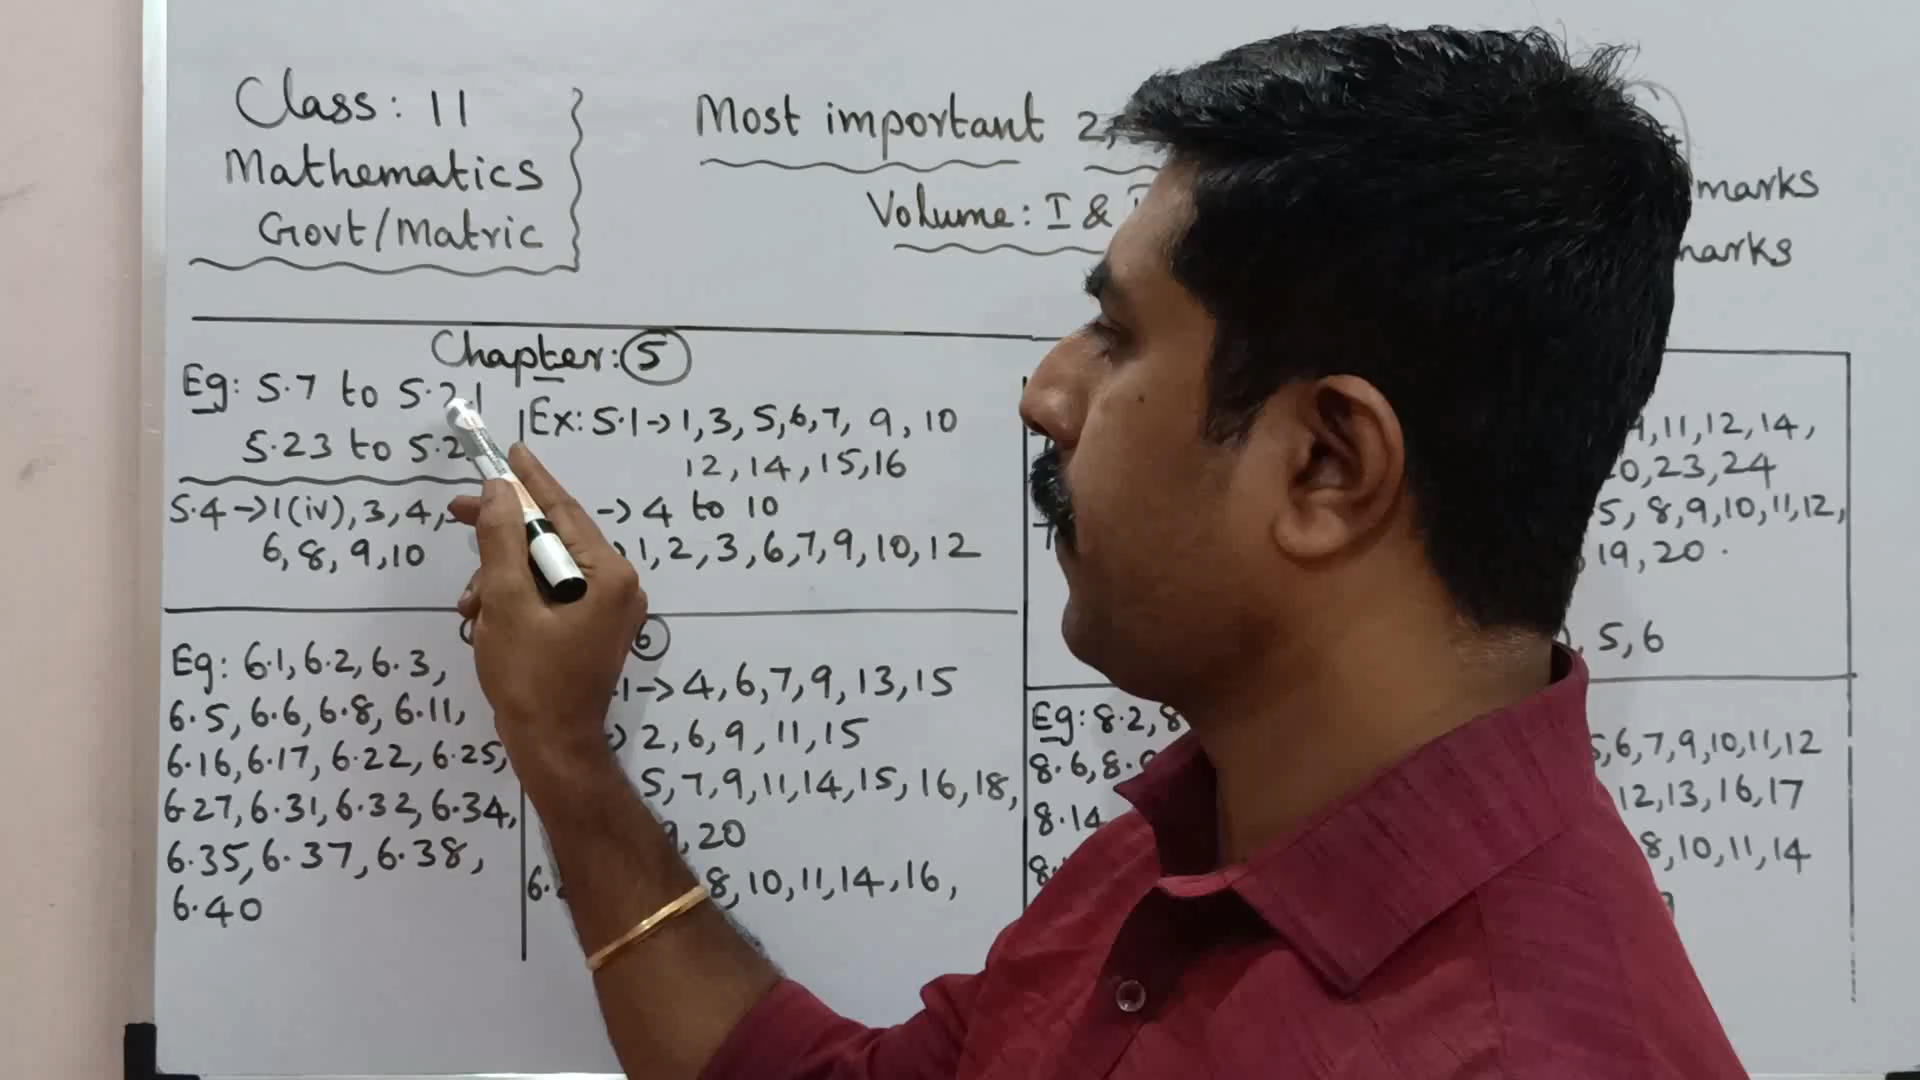 Class: 11
Mathematics
Govt/Matric
Most important 2,
Volume: I &
marks
marks
Chapter: 5
Eg: 5.7 to 5.21
5.23 to
5.4→1(iv), 3, 4,
6, 8, 9, 10
Ex: 5.1→1, 3, 5, 6, 7, 9, 10
12, 14, 15, 16
→ 4 to 10
1, 2, 3, 6, 7, 9, 10, 12
6
Eg: 6.1, 6.2, 6.3,
6.5, 6.6, 6.8, 6.11,
6.16, 6.17, 6.22, 6.25,
6.27, 6.31, 6.32, 6.34,
6.35, 6.37, 6.38,
6.40
→ 4, 6, 7, 9, 13, 15
2, 6, 9, 11, 15
5, 7, 9, 11, 14, 15, 16, 18,
20
8, 10, 11, 14, 16,
11, 12, 14,
23, 24
5, 8, 9, 10, 11, 12,
19, 20.
5, 6
Eg: 8.2,
8.6,
8.14
6, 7, 9, 10, 11, 12
12, 13, 16, 17
8, 10, 11, 14